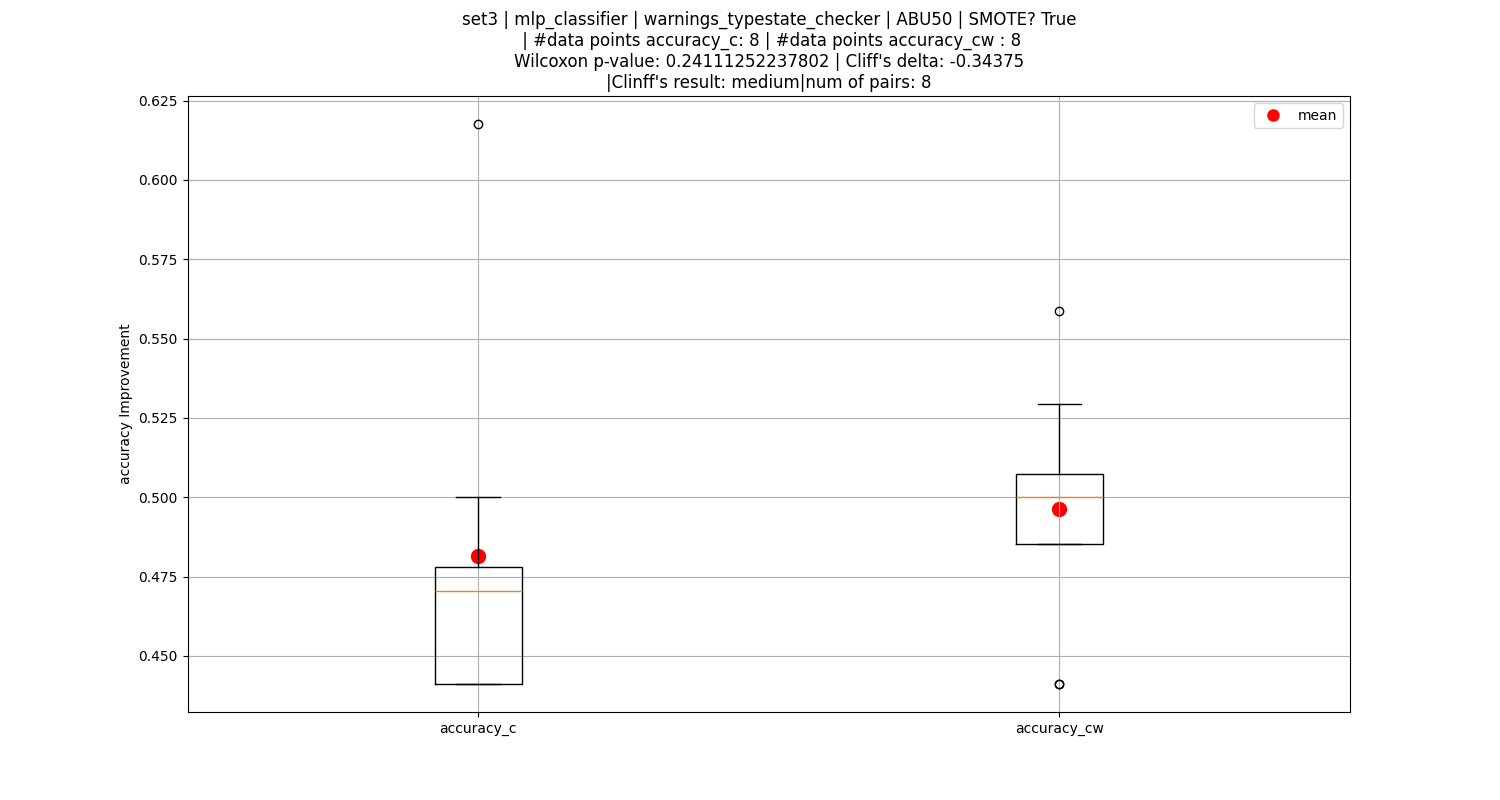 set3 | mlp_classifier | warnings_typestate_checker | ABU50 | SMOTE? True
| #data points accuracy_c: 8 | #data points accuracy_cw : 8
Wilcoxon p-value: 0.24111252237802 | Cliff's delta: -0.34375
|Clinff's result: medium|num of pairs: 8
mean
0.625
0.600
0.575
0.550
0.525
0.500
0.475
0.450
accuracy Improvement
accuracy_c
accuracy_cw